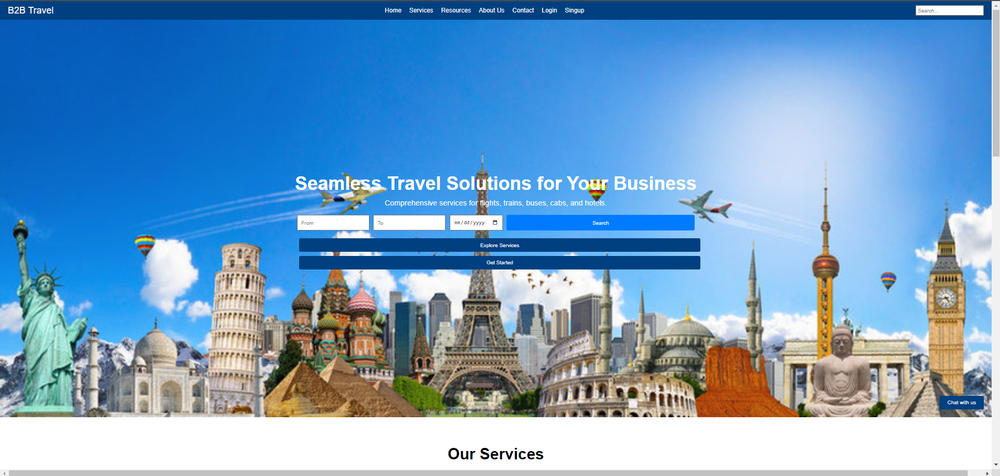 B2B Travel
Home Services Resources About Us Contact Login Singup
Search...
Seamless Travel Solutions for Your Business
Comprehensive services for flights, trains, buses, cabs, and hotels.
From To mm/dd/yyyy Search
Explore Services
Get Started
Chat with us
Our Services